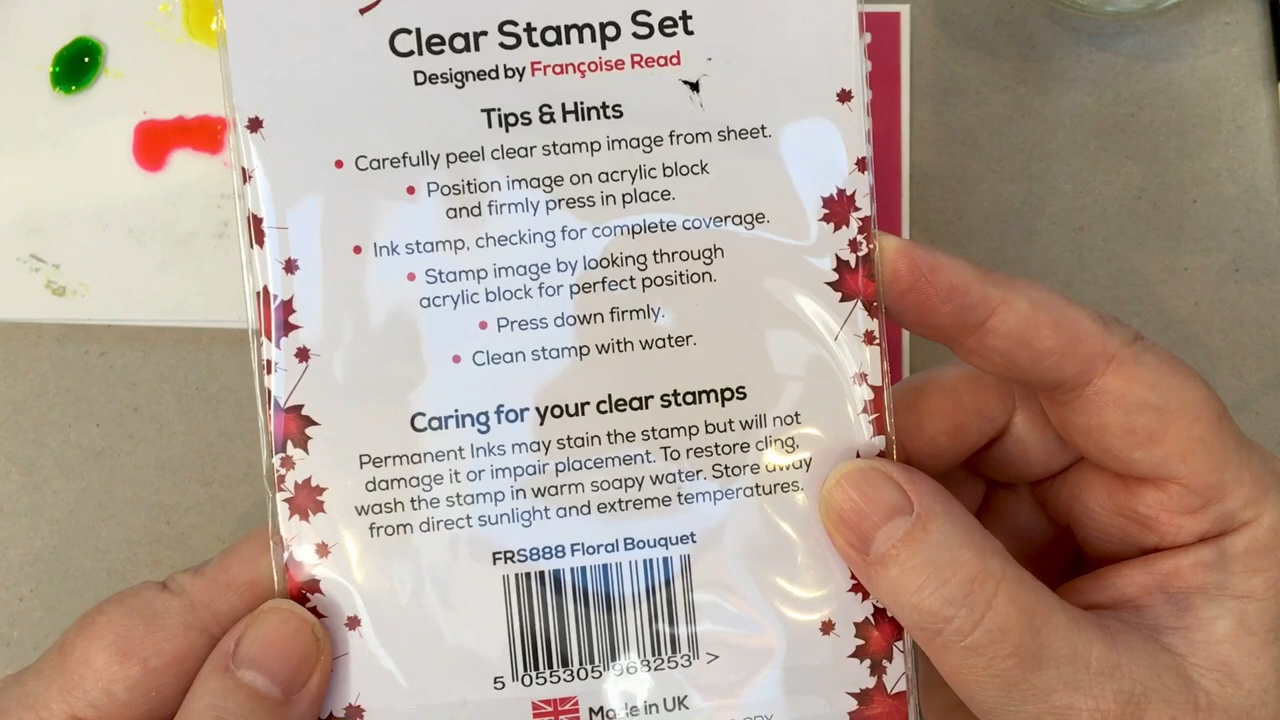 Clear Stamp Set
Designed by Françoise Read
Tips & Hints
• Carefully peel clear stamp image from sheet.
• Position image on acrylic block
and firmly press in place.
• Ink stamp, checking for complete coverage.
• Stamp image by looking through
acrylic block for perfect position.
• Press down firmly.
• Clean stamp with water.
Caring for your clear stamps
Permanent Inks may stain the stamp but will not
damage it or impair placement. To restore cling,
wash the stamp in warm soapy water. Store away
from direct sunlight and extreme temperatures.
FRS888 Floral Bouquet
5 055305 968253 >
Made in UK